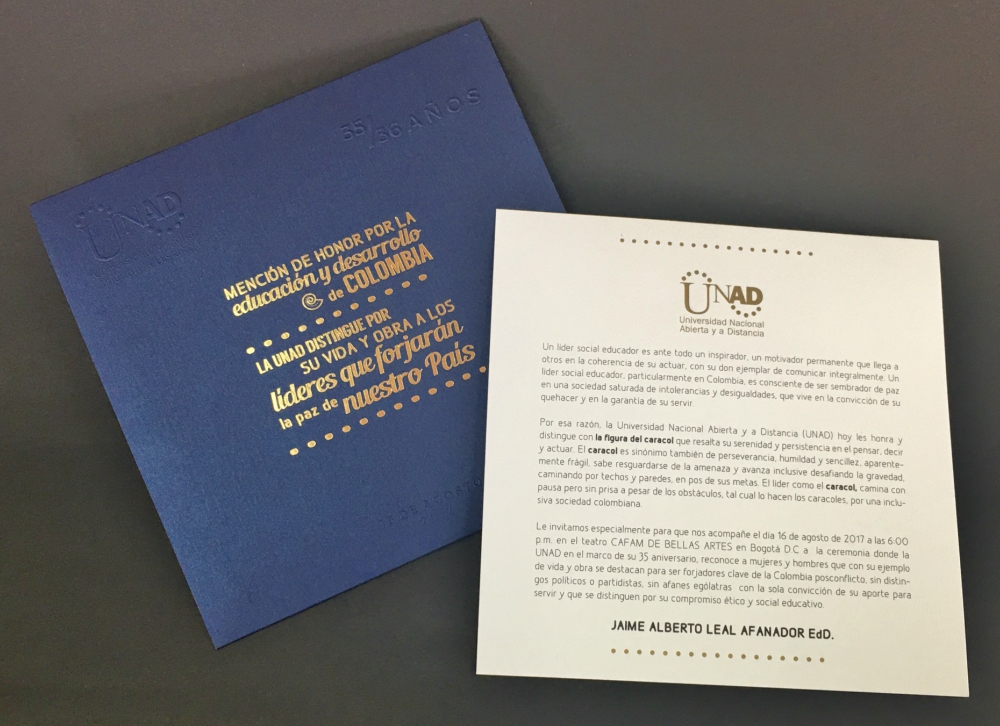 35/36 AÑOS
UNAD
MENCIÓN DE HONOR POR LA
educación y desarrollo
de COLOMBIA
LA UNAD DISTINGUE POR
SU VIDA Y OBRA A LOS
líderes que forjarán
la paz de nuestro País
UNAD
Universidad Nacional
Abierta y a Distancia
Un líder social educador es ante todo un inspirador, un motivador permanente que llega a
otros en la coherencia de su actuar, con su don ejemplar de comunicar integralmente. Un
líder social educador, particularmente en Colombia, es consciente de ser sembrador de paz
en una sociedad saturada de intolerancias y desigualdades, que vive en la convicción de su
quehacer y en la garantía de su servir.
Por esa razón, la Universidad Nacional Abierta y a Distancia (UNAD) hoy les honra y
distingue con la figura del caracol que resalta su serenidad y persistencia en el pensar, decir
y actuar. El caracol es sinónimo también de perseverancia, humildad y sencillez, aparente-
mente frágil, sabe resguardarse de la amenaza y avanza inclusive desafiando la gravedad,
caminando por techos y paredes, en pos de sus metas. El líder como el caracol, camina con
pausa pero sin prisa a pesar de los obstáculos, tal cual lo hacen los caracoles, por una inclu-
siva sociedad colombiana.
Le invitamos especialmente para que nos acompañe el día 16 de agosto de 2017 a las 6:00
p.m. en el teatro CAFAM DE BELLAS ARTES en Bogotá D.C a la ceremonia donde la
UNAD en el marco de su 35 aniversario, reconoce a mujeres y hombres que con su ejemplo
de vida y obra se destacan para ser forjadores clave de la Colombia posconflicto, sin distin-
gos políticos o partidistas, sin afanes ególatras con la sola convicción de su aporte para
servir y que se distinguen por su compromiso ético y social educativo.
JAIME ALBERTO LEAL AFANADOR EdD.